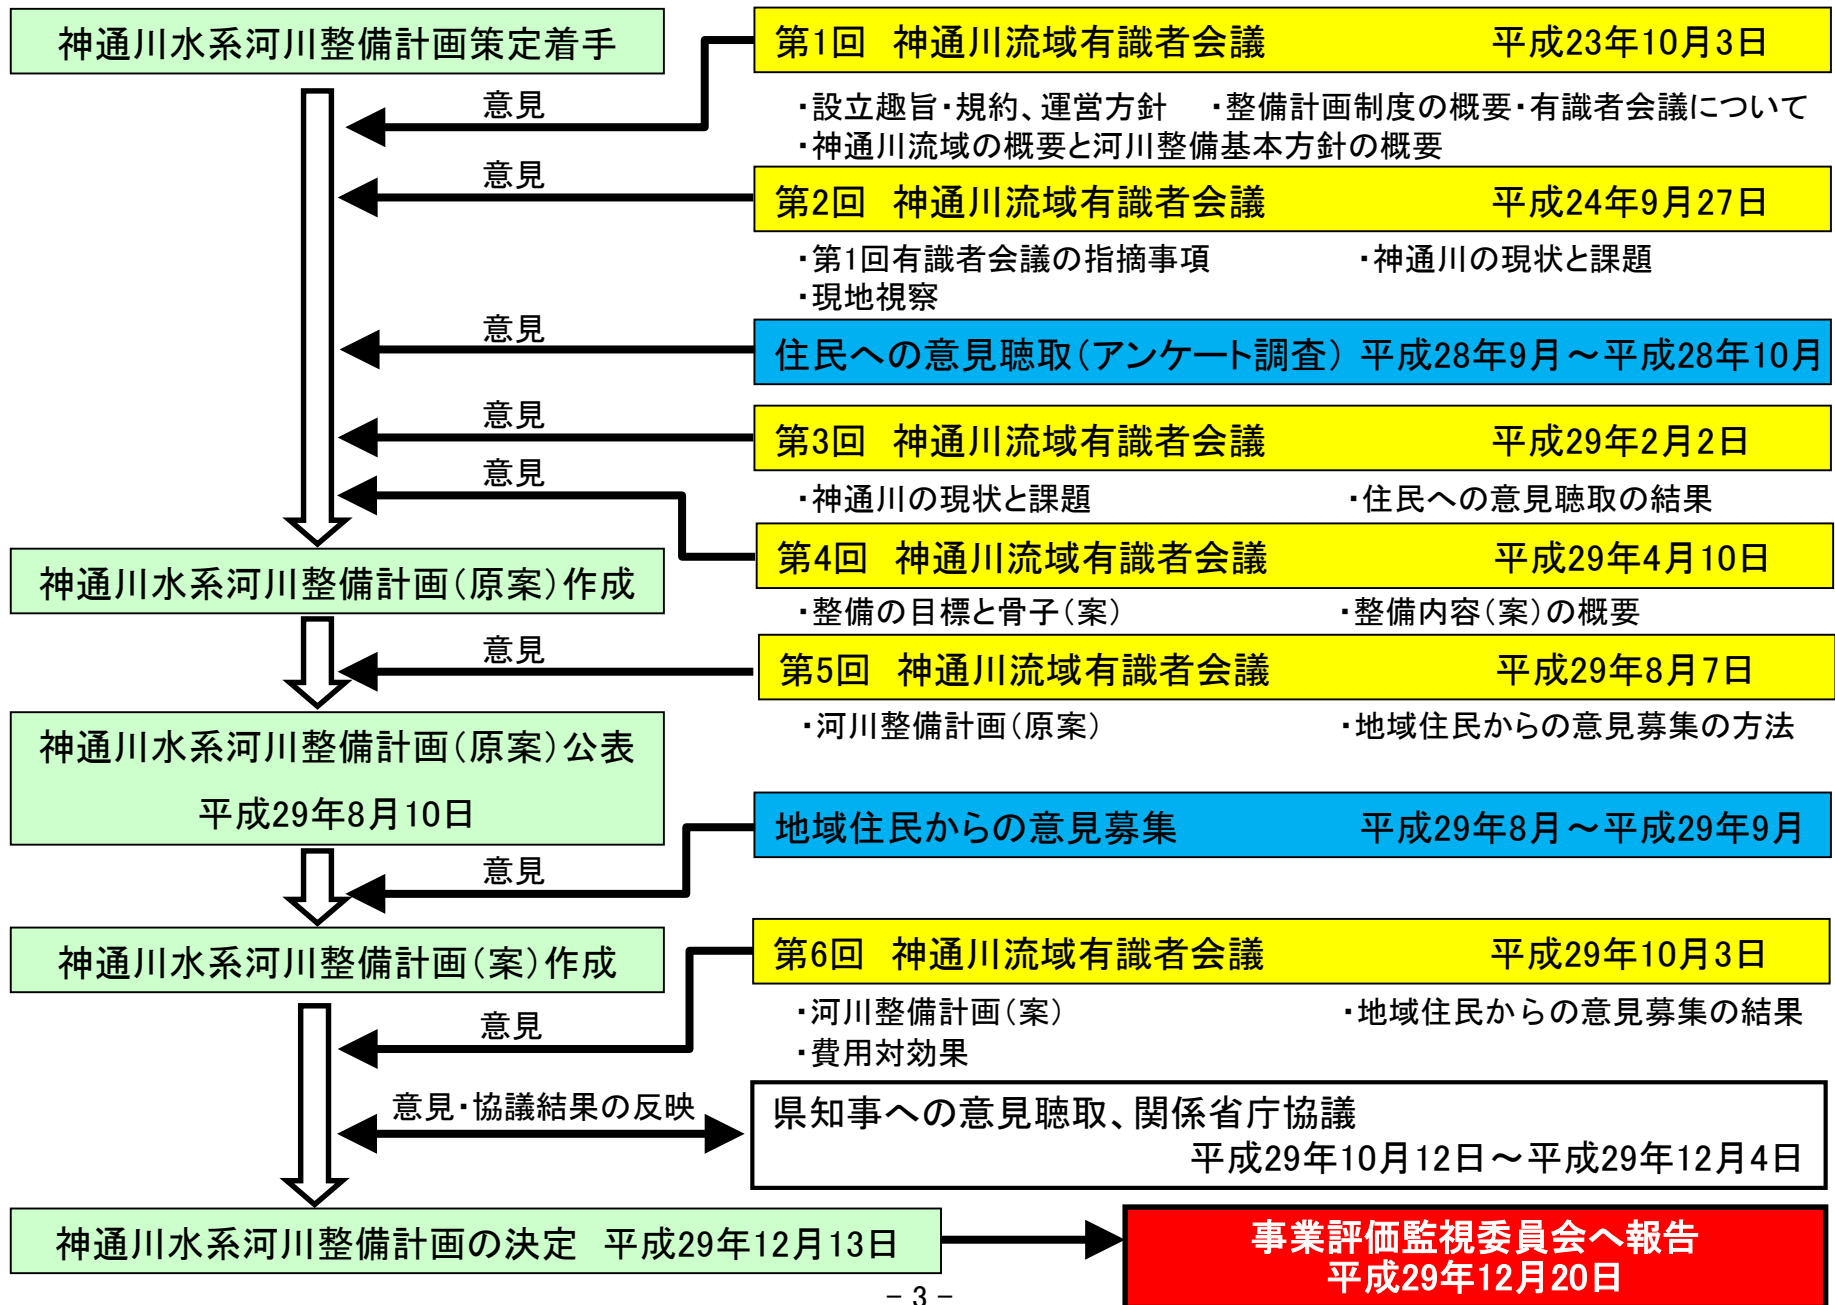 神通川水系河川整備計画策定着手
第1回 神通川流域有識者会議 平成23年10月3日
意見
・設立趣旨・規約、運営方針 ・整備計画制度の概要・有識者会議について
・神通川流域の概要と河川整備基本方針の概要
意見
第2回 神通川流域有識者会議 平成24年9月27日
・第1回有識者会議の指摘事項 ・神通川の現状と課題
・現地視察
意見
住民への意見聴取(アンケート調査) 平成28年9月～平成28年10月
意見
第3回 神通川流域有識者会議 平成29年2月2日
・神通川の現状と課題 ・住民への意見聴取の結果
意見
第4回 神通川流域有識者会議 平成29年4月10日
神通川水系河川整備計画(原案)作成
・整備の目標と骨子(案) ・整備内容(案)の概要
意見
第5回 神通川流域有識者会議 平成29年8月7日
・河川整備計画(原案) ・地域住民からの意見募集の方法
神通川水系河川整備計画(原案)公表
平成29年8月10日
地域住民からの意見募集 平成29年8月～平成29年9月
意見
神通川水系河川整備計画(案)作成
第6回 神通川流域有識者会議 平成29年10月3日
意見
・河川整備計画(案) ・地域住民からの意見募集の結果
・費用対効果
意見・協議結果の反映
県知事への意見聴取、関係省庁協議
平成29年10月12日～平成29年12月4日
神通川水系河川整備計画の決定 平成29年12月13日
事業評価監視委員会へ報告
平成29年12月20日
－3－